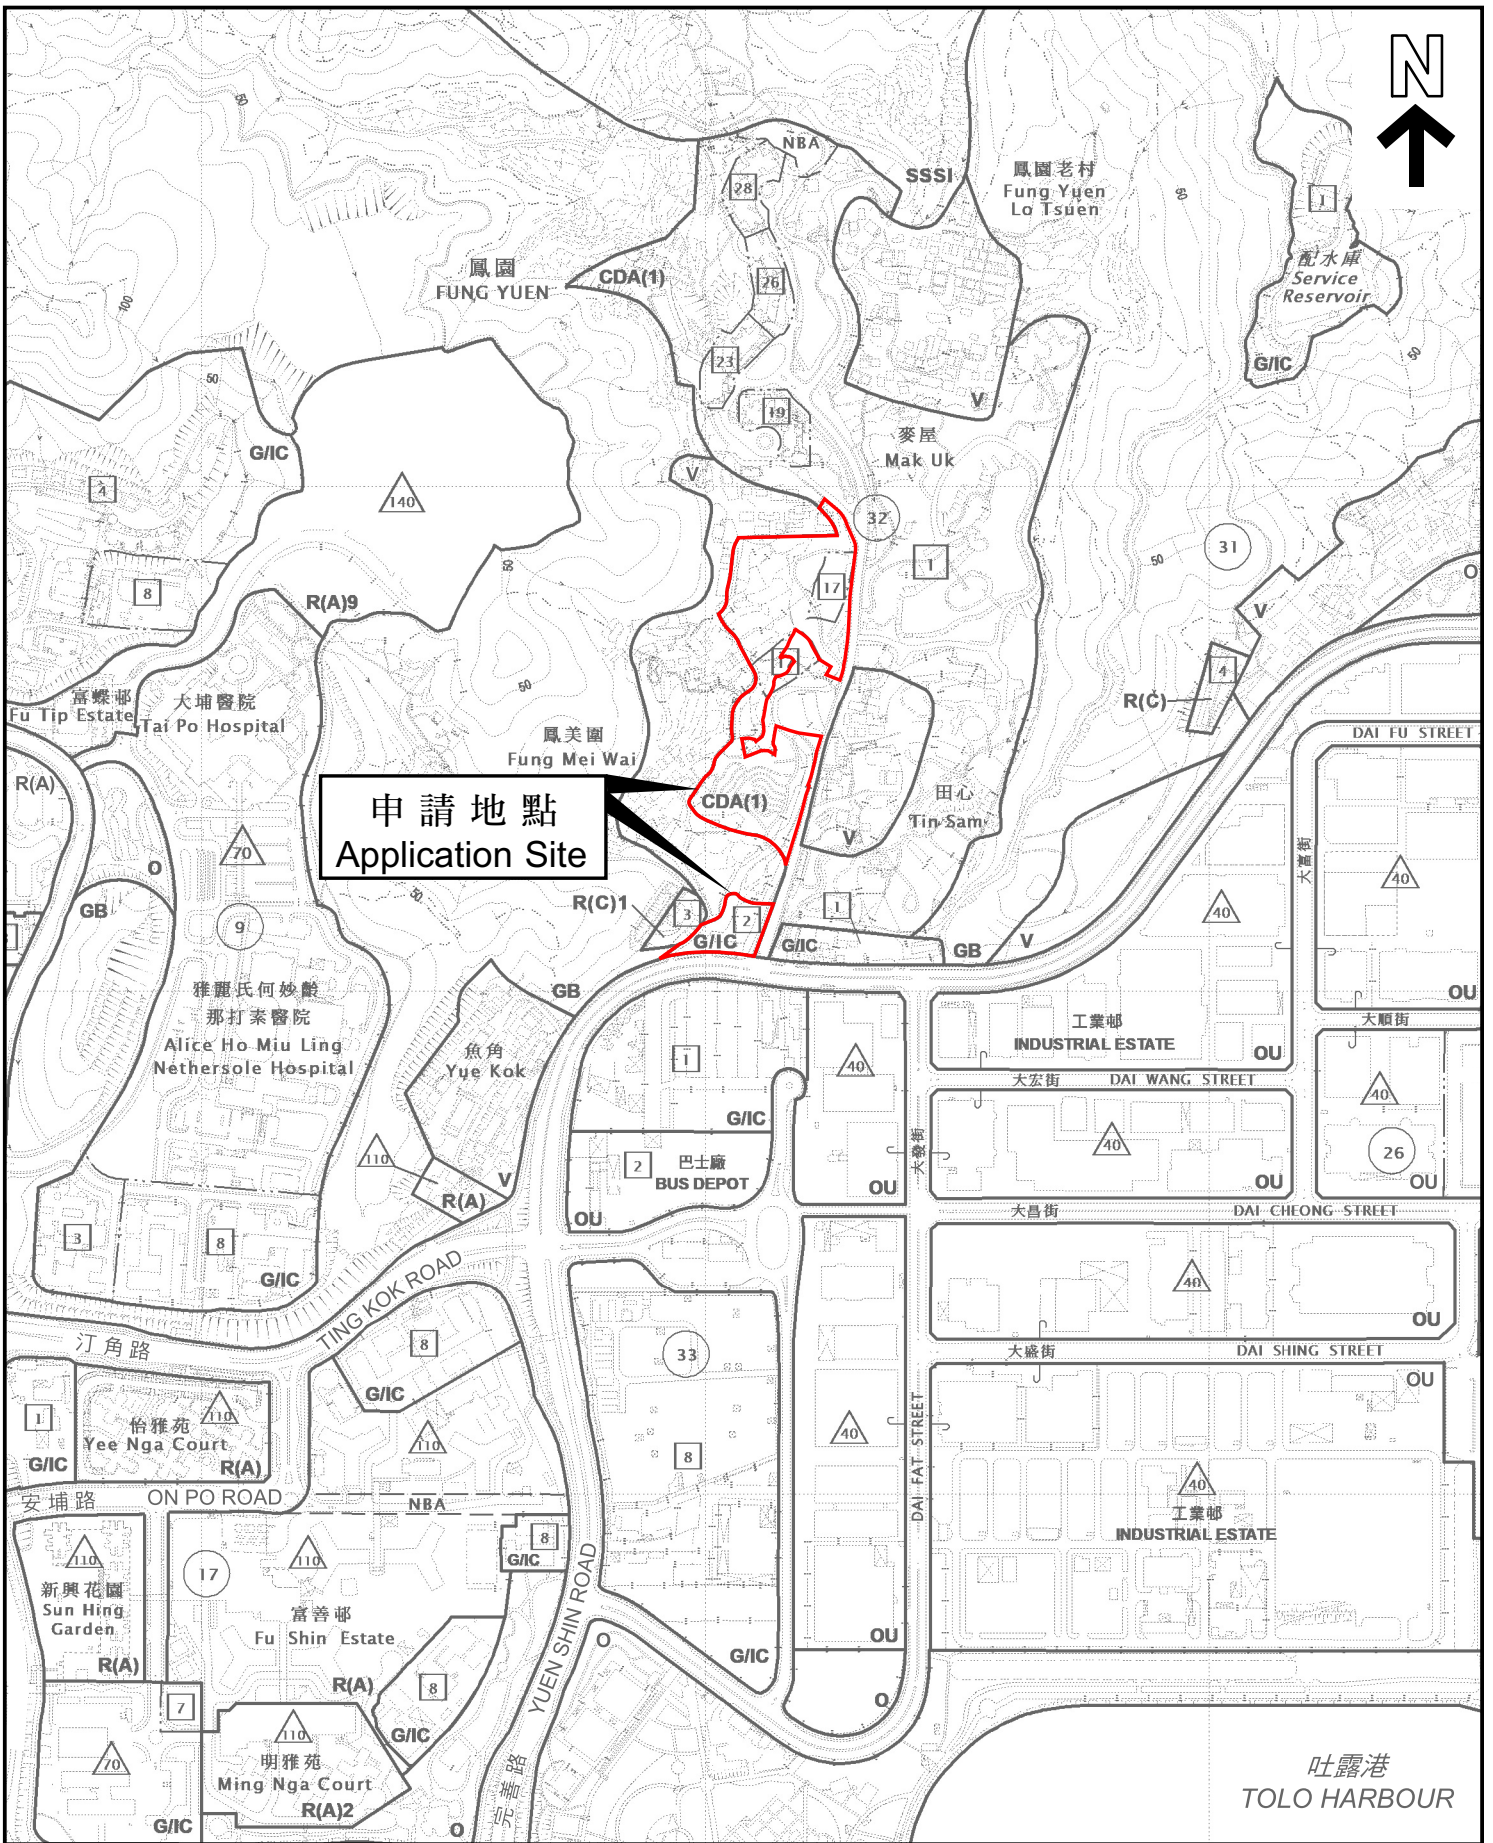 N
50
NBA
28
SSSI
鳳園老村
Fung Yuen
Lo Tsuen
50
1
鳳園
FUNG YUEN
CDA(1)
26
配水庫
Service
Reservoir
100
23
50
G/IC
50
19
V
麥屋
Mak Uk
G/IC
V
4
140
32
31
50
50
1
17
8
O
R(A)9
V
1
4
R(C)
富蝶邨
Fu Tip Estate
大埔醫院
Tai Po Hospital
50
鳳美圍
Fung Mei Wai
DAI FU STREET
R(A)
申請地點
Application Site
CDA(1)
田心
Tin Sam
V
大富街
70
O
40
40
50
GB
9
R(C)1
3
2
1
G/IC
G/IC
GB
V
雅麗氏何妙齡
那打素醫院
Alice Ho Miu Ling
Nethersole Hospital
GB
OU
大順街
魚角
Yue Kok
工業邨
INDUSTRIAL ESTATE
OU
1
40
大宏街
DAI WANG STREET
40
G/IC
大發街
40
26
110
2
巴士廠
BUS DEPOT
V
R(A)
OU
OU
OU
OU
大昌街
DAI CHEONG STREET
3
8
G/IC
TING KOK ROAD
40
OU
汀角路
8
33
大盛街
DAI SHING STREET
G/IC
OU
1
怡雅苑
110
Yee Nga Court
R(A)
G/IC
110
8
40
DAI FAT STREET
安埔路
ON PO ROAD
NBA
40
工業邨
INDUSTRIAL ESTATE
110
新興花園
Sun Hing
Garden
R(A)
17
110
8
G/IC
富善邨
Fu Shin Estate
YUEN SHIN ROAD
O
R(A)
G/IC
OU
8
7
O
110
G/IC
70
明雅苑
Ming Nga Court
R(A)2
完善路
吐露港
TOLO HARBOUR
G/IC
O